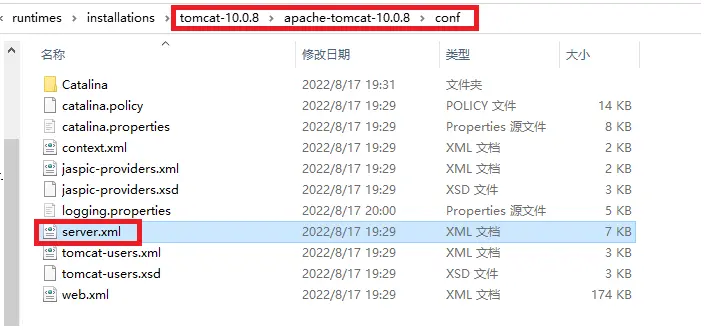 runtimes > installations > tomcat-10.0.8 > apache-tomcat-10.0.8 > conf
名称 修改日期 类型 大小
Catalina 2022/8/17 19:31 文件夹
catalina.policy 2022/8/17 19:29 POLICY 文件 14 KB
catalina.properties 2022/8/17 19:29 Properties 源文件 8 KB
context.xml 2022/8/17 19:29 XML 文档 2 KB
jaspic-providers.xml 2022/8/17 19:29 XML 文档 2 KB
jaspic-providers.xsd 2022/8/17 19:29 XSD 文件 3 KB
logging.properties 2022/8/17 20:00 Properties 源文件 5 KB
server.xml 2022/8/17 19:29 XML 文档 7 KB
tomcat-users.xml 2022/8/17 19:29 XML 文档 3 KB
tomcat-users.xsd 2022/8/17 19:29 XSD 文件 3 KB
web.xml 2022/8/17 19:29 XML 文档 174 KB